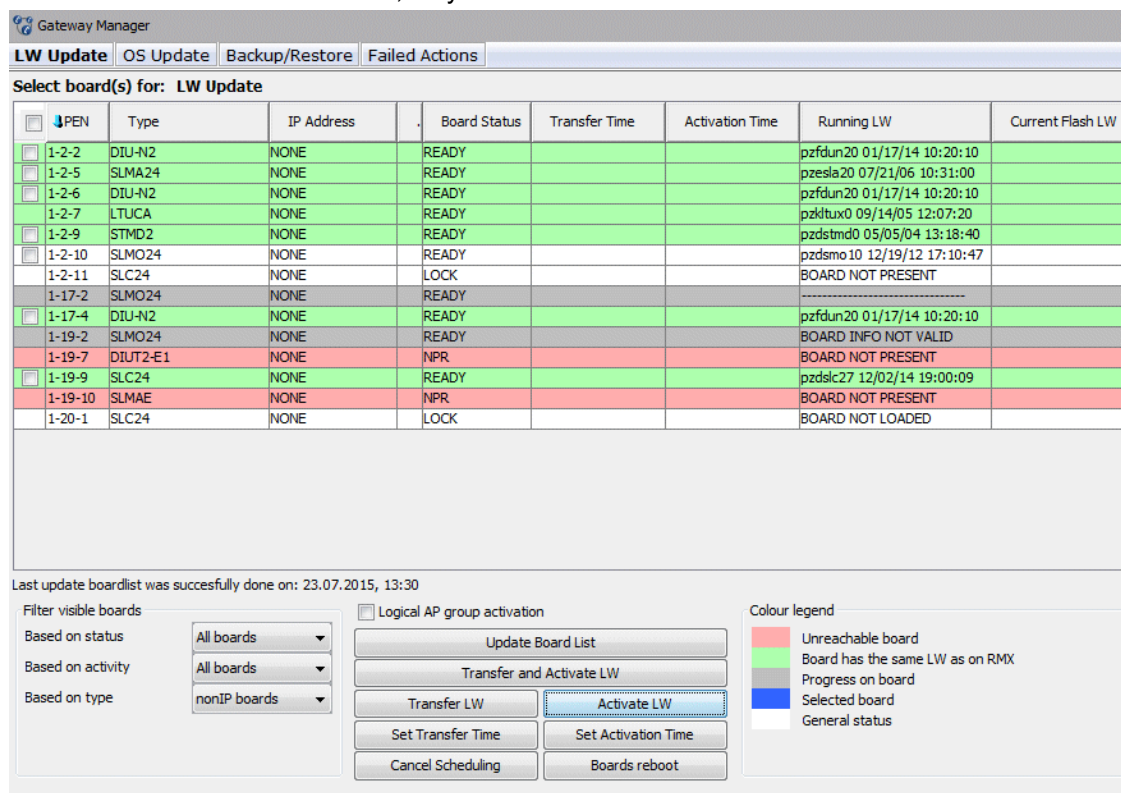 Gateway Manager
LW Update OS Update Backup/Restore Failed Actions
Select board(s) for: LW Update
PEN Type IP Address . Board Status Transfer Time Activation Time Running LW Current Flash LW
1-2-2 DIU-N2 NONE READY pzfdun20 01/17/14 10:20:10
1-2-5 SLMA24 NONE READY pzesla20 07/21/06 10:31:00
1-2-6 DIU-N2 NONE READY pzfdun20 01/17/14 10:20:10
1-2-7 LTUCA NONE READY pzkltux0 09/14/05 12:07:20
1-2-9 STMD2 NONE READY pzdstmd0 05/05/04 13:18:40
1-2-10 SLMO24 NONE READY pzdsmo10 12/19/12 17:10:47
1-2-11 SLC24 NONE LOCK BOARD NOT PRESENT
1-17-2 SLMO24 NONE READY -------------------------------
1-17-4 DIU-N2 NONE READY pzfdun20 01/17/14 10:20:10
1-19-2 SLMO24 NONE READY BOARD INFO NOT VALID
1-19-7 DIUT2-E1 NONE NPR BOARD NOT PRESENT
1-19-9 SLC24 NONE READY pzdslc27 12/02/14 19:00:09
1-19-10 SLMAE NONE NPR BOARD NOT PRESENT
1-20-1 SLC24 NONE LOCK BOARD NOT LOADED
Last update boardlist was succesfully done on: 23.07.2015, 13:30
Filter visible boards
Based on status All boards
Based on activity All boards
Based on type nonIP boards
Logical AP group activation
Update Board List
Transfer and Activate LW
Transfer LW Activate LW
Set Transfer Time Set Activation Time
Cancel Scheduling Boards reboot
Colour legend
Unreachable board
Board has the same LW as on RMX
Progress on board
Selected board
General status